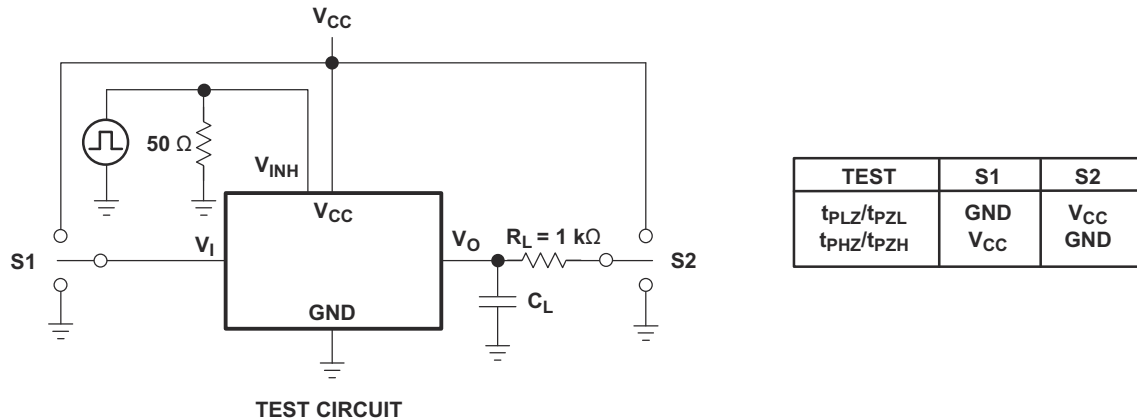 VCC
50 Ω
VINH
VCC
VI
VO
RL = 1 kΩ
S1
S2
CL
GND
TEST CIRCUIT
TEST S1 S2
tPLZ/tPZL GND VCC
tPHZ/tPZH VCC GND